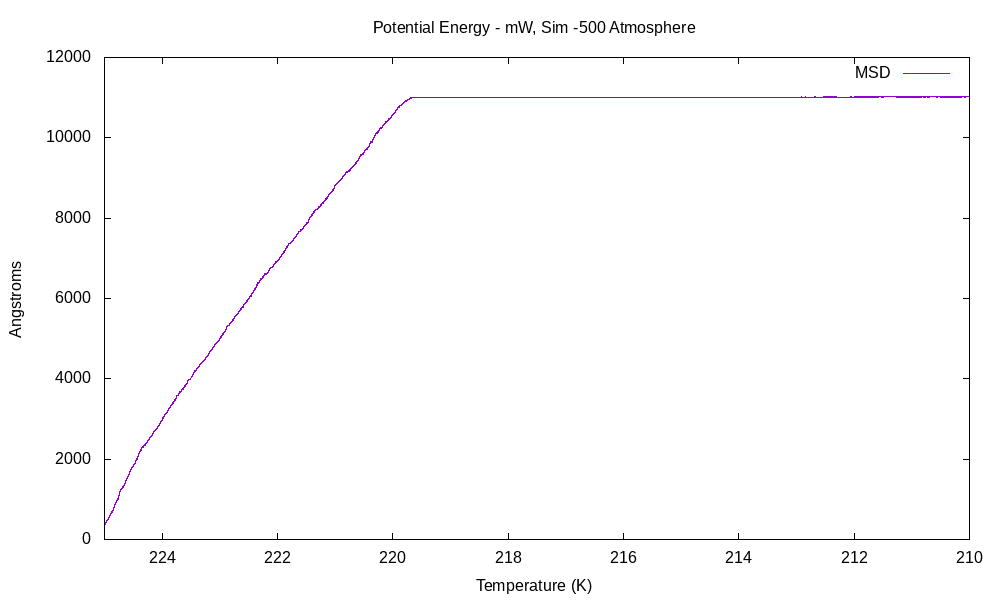 Potential Energy - mW, Sim -500 Atmosphere
12000
MSD
10000
8000
6000
4000
2000
0
Angstroms
224 222 220 218 216 214 212 210
Temperature (K)